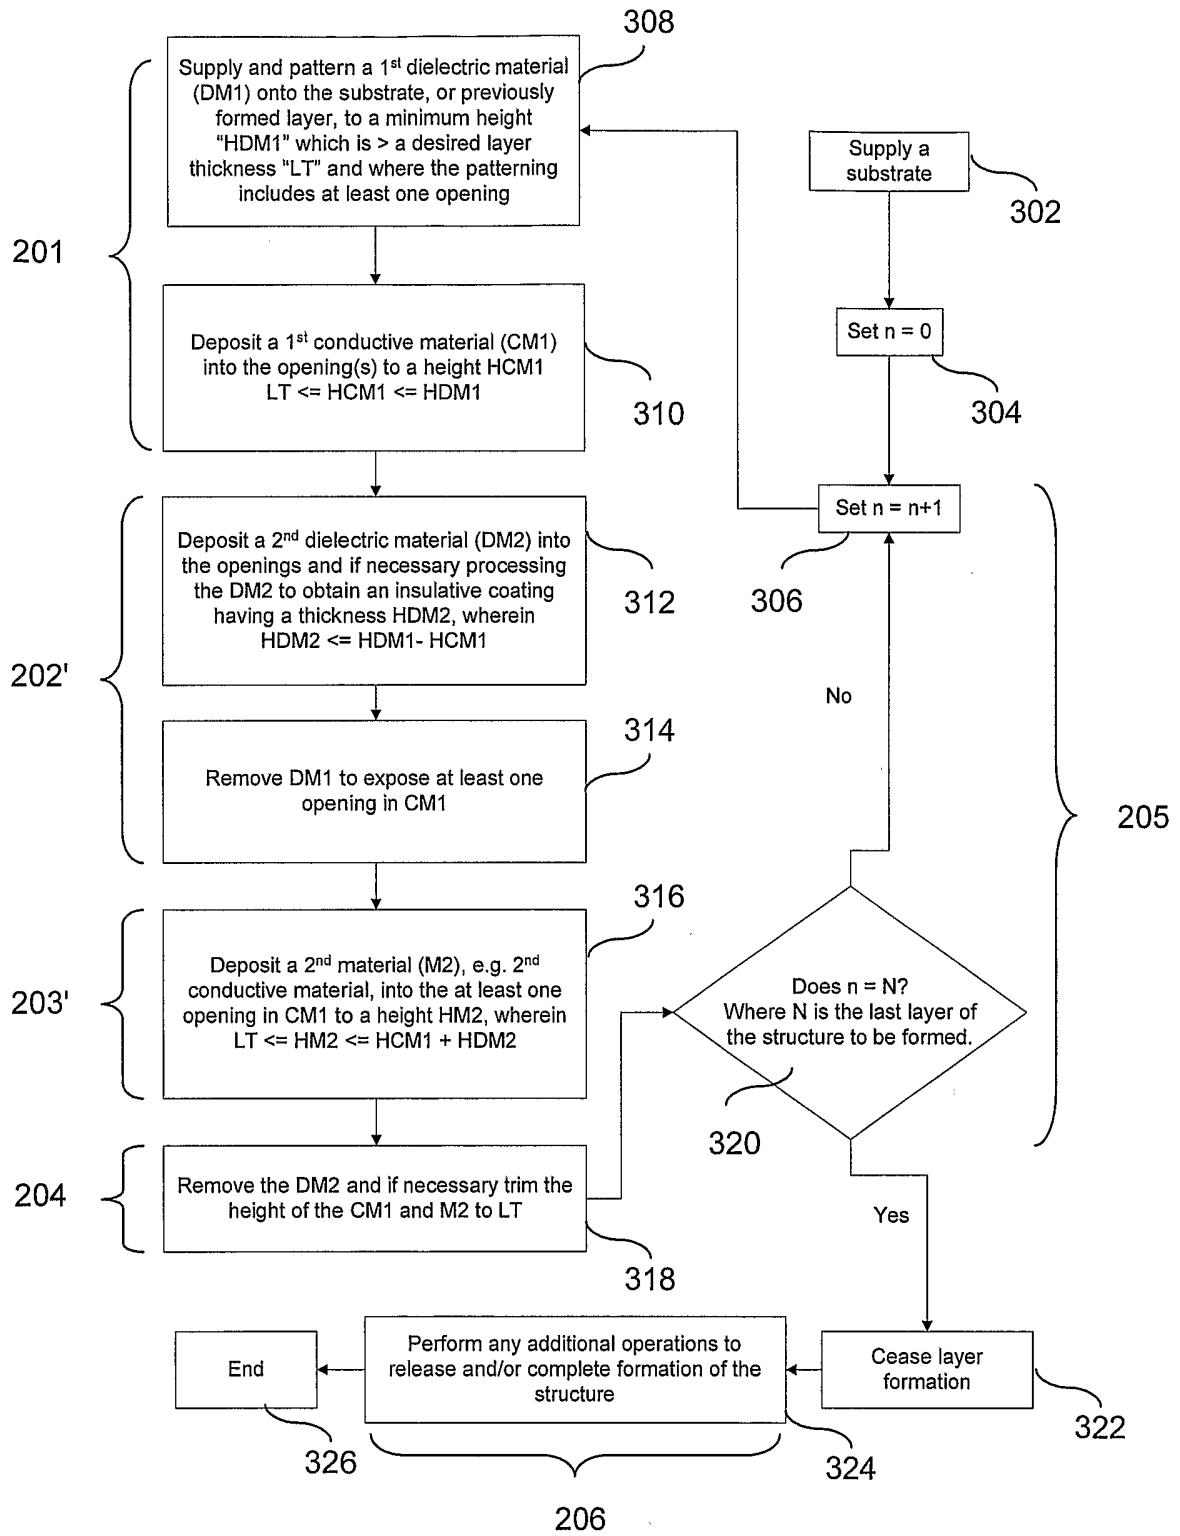 308
Supply and pattern a 1st dielectric material
(DM1) onto the substrate, or previously
formed layer, to a minimum height
"HDM1" which is > a desired layer
thickness "LT" and where the patterning
includes at least one opening
Supply a
substrate
302
201
Set n = 0
304
Deposit a 1st conductive material (CM1)
into the opening(s) to a height HCM1
LT <= HCM1 <= HDM1
310
Set n = n+1
306
Deposit a 2nd dielectric material (DM2) into
the openings and if necessary processing
the DM2 to obtain an insulative coating
having a thickness HDM2, wherein
HDM2 <= HDM1- HCM1
312
202'
No
314
Remove DM1 to expose at least one
opening in CM1
205
316
Deposit a 2nd material (M2), e.g. 2nd
conductive material, into the at least one
opening in CM1 to a height HM2, wherein
LT <= HM2 <= HCM1 + HDM2
203'
Does n = N?
Where N is the last layer of
the structure to be formed.
320
204
Remove the DM2 and if necessary trim the
height of the CM1 and M2 to LT
318
Yes
End
326
Perform any additional operations to
release and/or complete formation of the
structure
324
Cease layer
formation
322
206